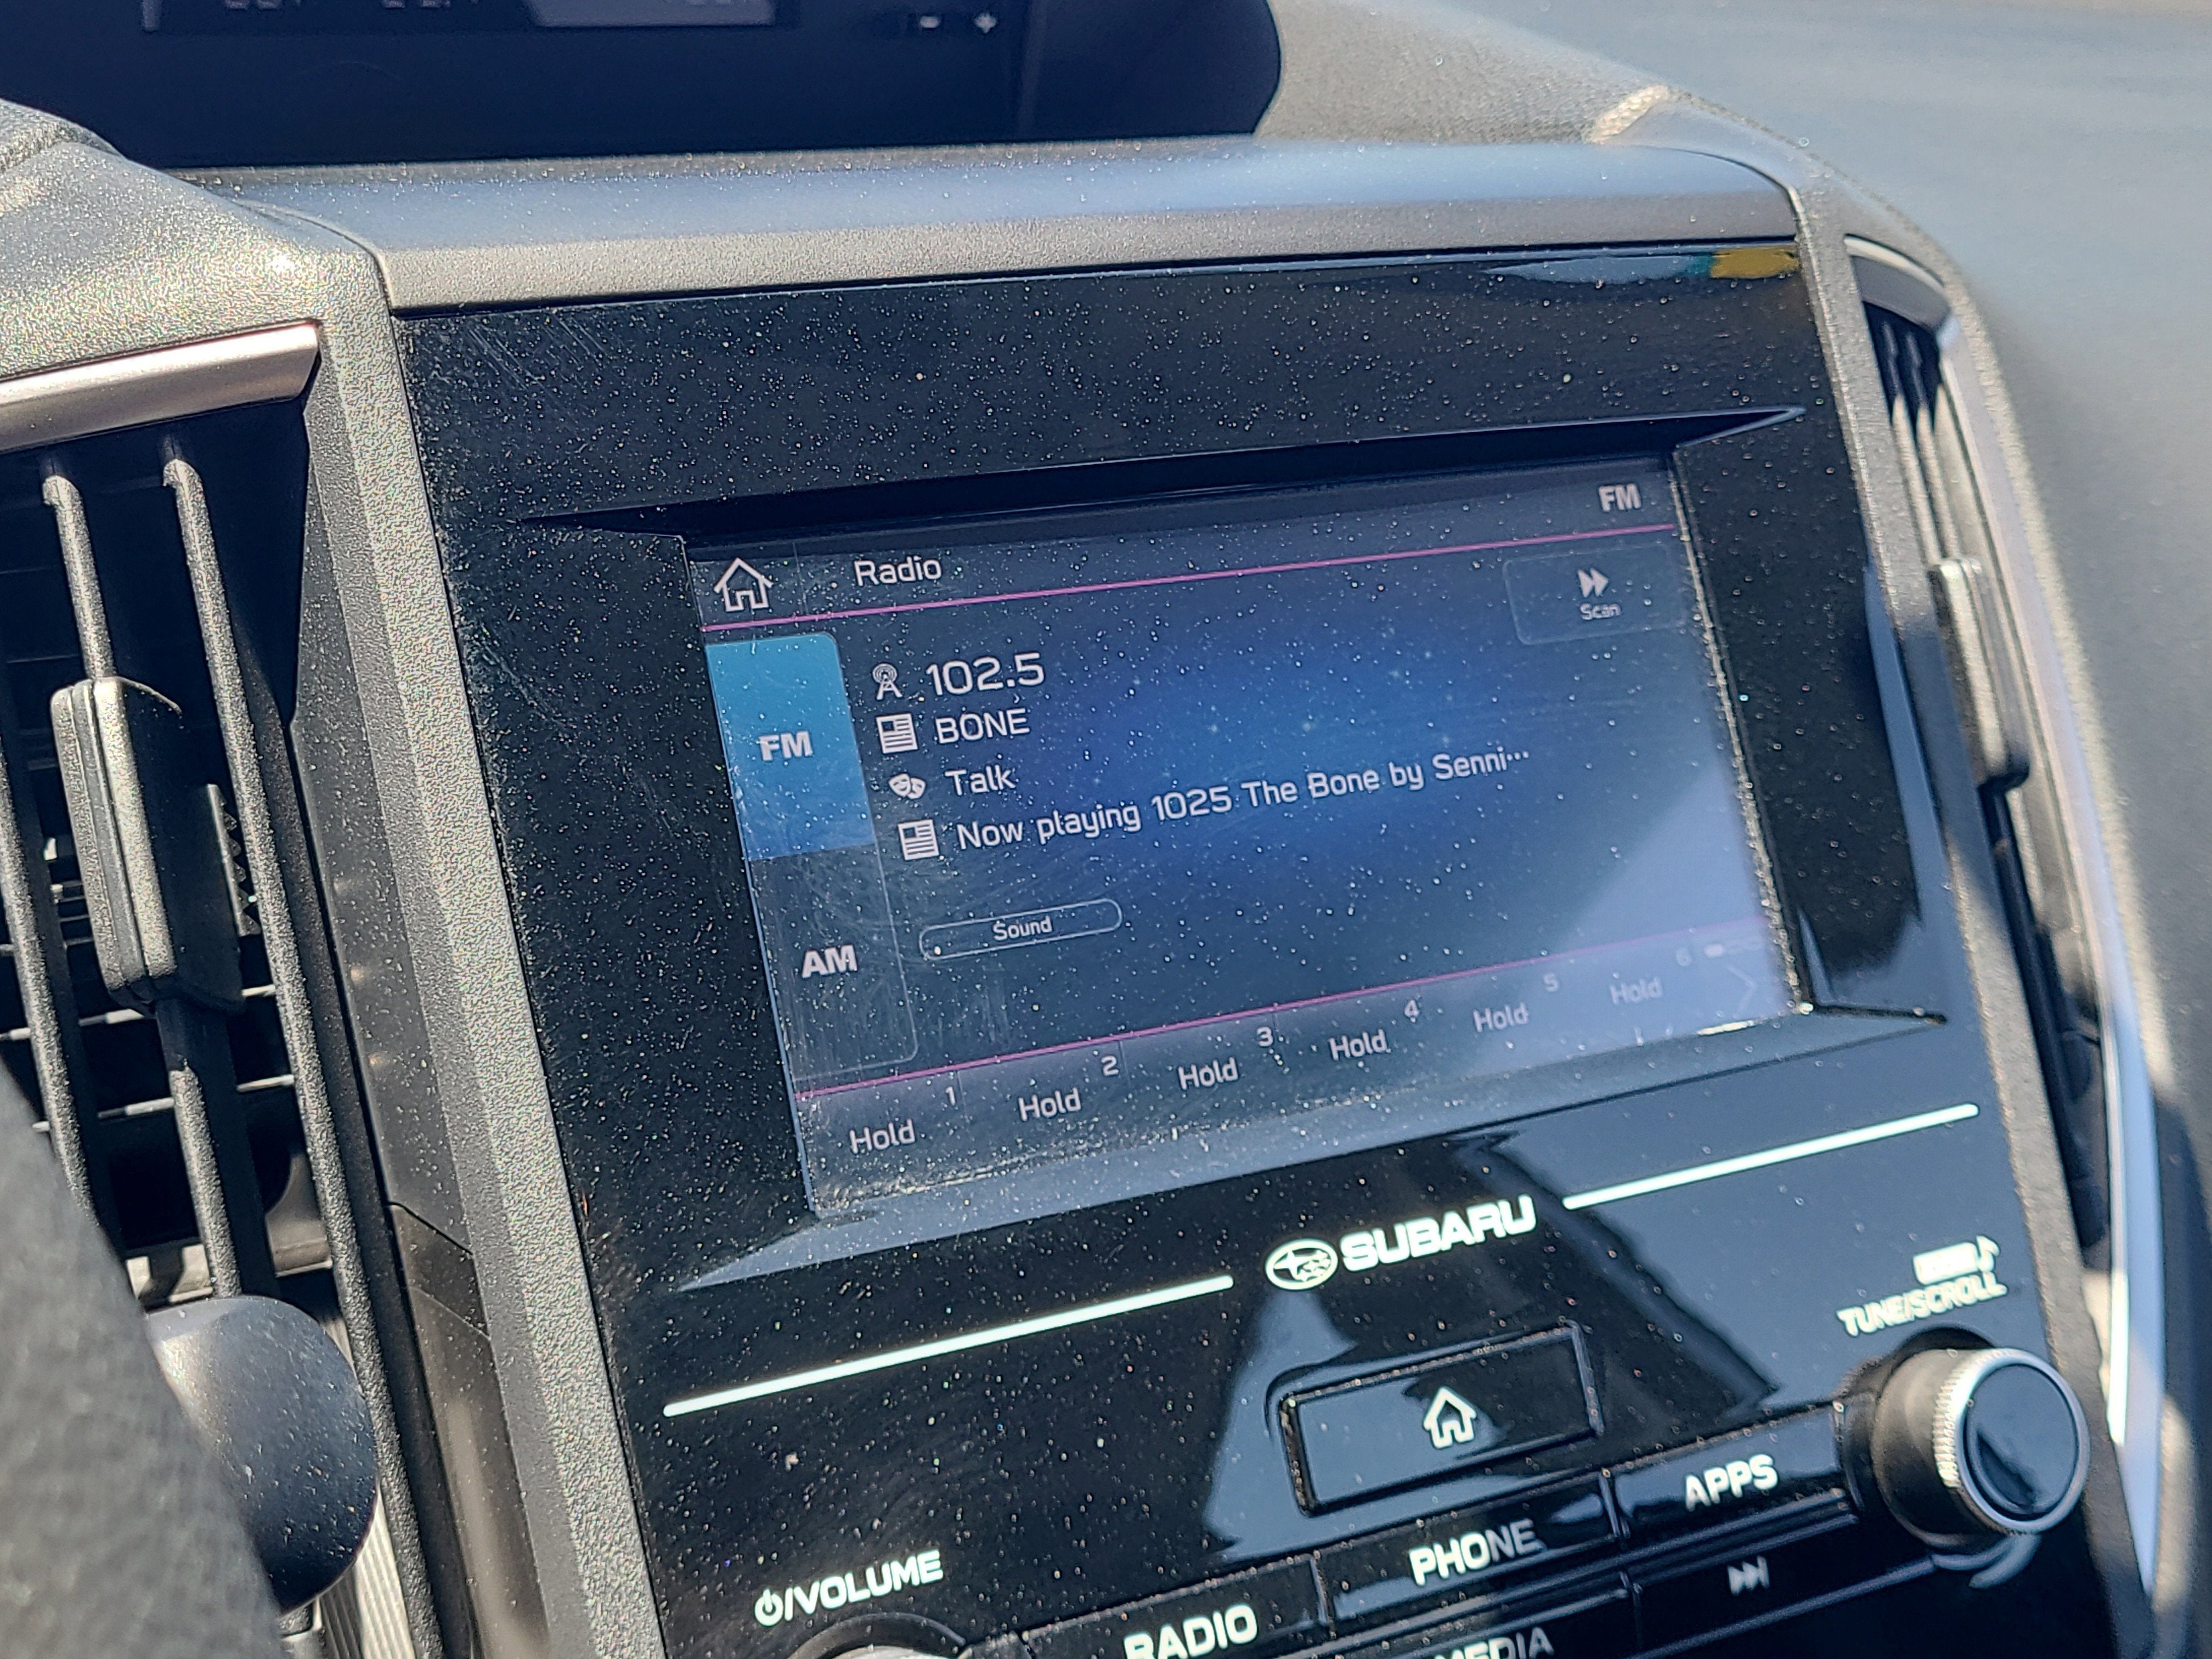 FM
Radio
Scan
102.5
BONE
FM
Talk
Now playing 1025 The Bone by Senni…
Sound
AM
1 2 3 4 5 6
Hold Hold Hold Hold Hold Hold
SUBARU
TUNE/SCROLL
APPS
PHONE
/VOLUME
RADIO
MEDIA